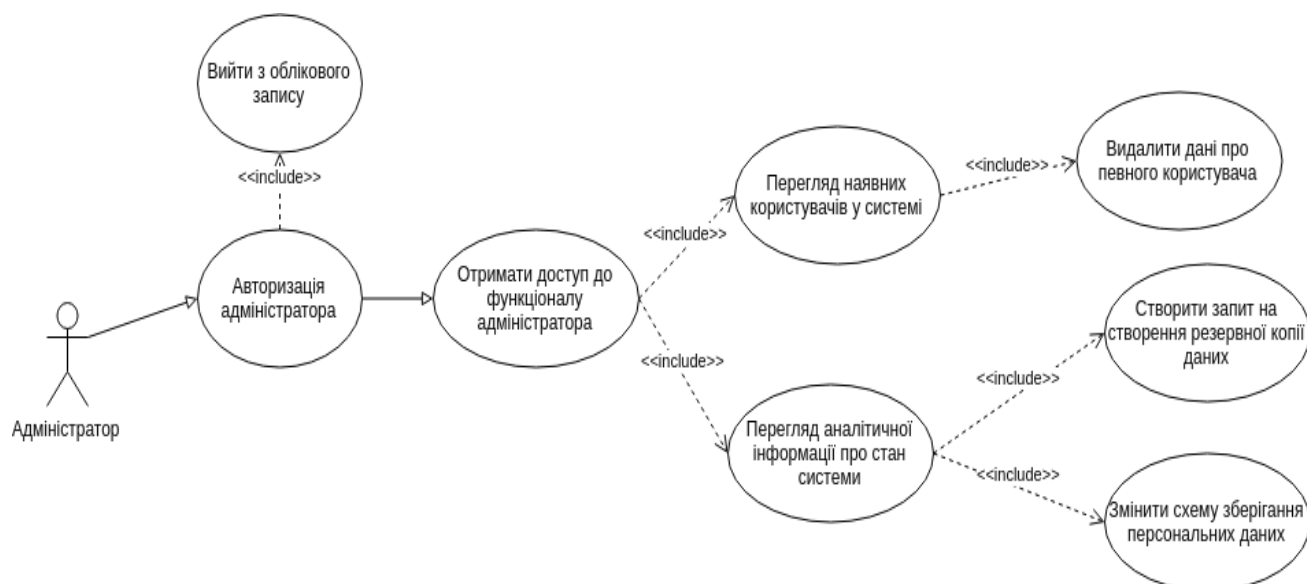 Вийти з облікового
запису
<<include>>
Авторизація
адміністратора
Адміністратор
Отримати доступ до
функціоналу
адміністратора
<<include>>
<<include>>
Перегляд наявних
користувачів у системі
<<include>>
Видалити дані про
певного користувача
Перегляд аналітичної
інформації про стан
системи
<<include>>
<<include>>
Створити запит на
створення резервної копії
даних
Змінити схему зберігання
персональних даних